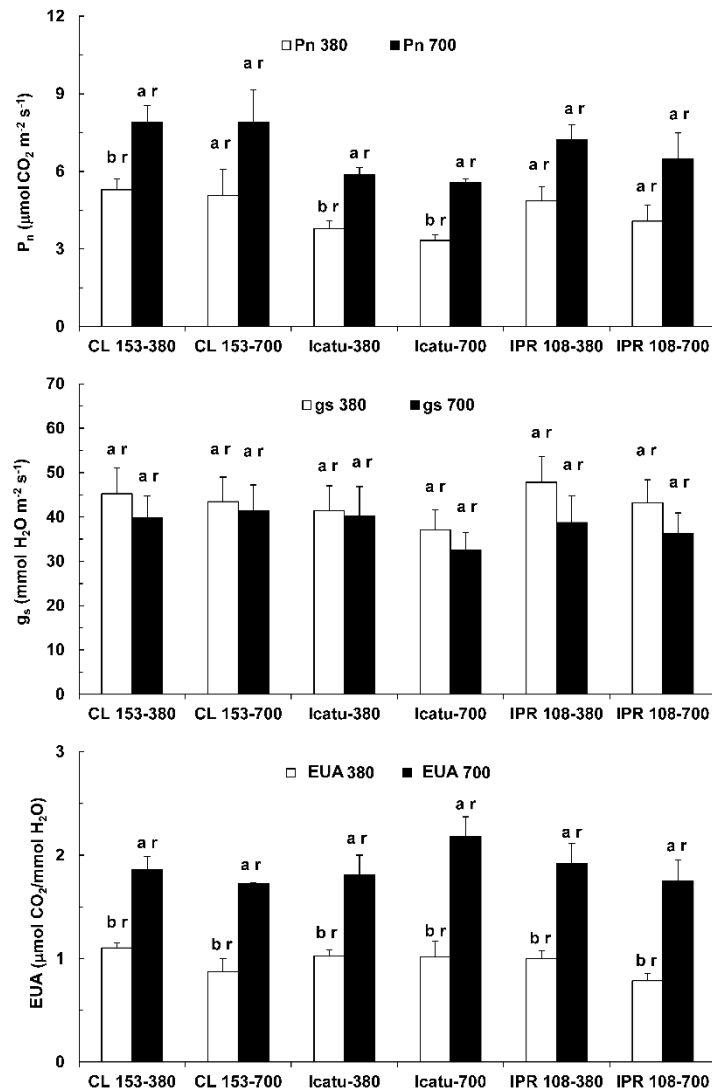 12
Pn 380 Pn 700
9
6
3
0
Pₙ (μmol CO₂ m⁻² s⁻¹)
b r a r a r a r b r a r b r a r a r a r a r a r
CL 153-380 CL 153-700 Icatu-380 Icatu-700 IPR 108-380 IPR 108-700
70
gs 380 gs 700
60
50
40
30
20
10
0
gₛ (mmol H₂O m⁻² s⁻¹)
a r a r a r a r a r a r a r a r a r a r a r a r
CL 153-380 CL 153-700 Icatu-380 Icatu-700 IPR 108-380 IPR 108-700
3
EUA 380 EUA 700
2
1
0
EUA (μmol CO₂/mmol H₂O)
b r a r b r a r b r a r b r a r b r a r b r a r
CL 153-380 CL 153-700 Icatu-380 Icatu-700 IPR 108-380 IPR 108-700